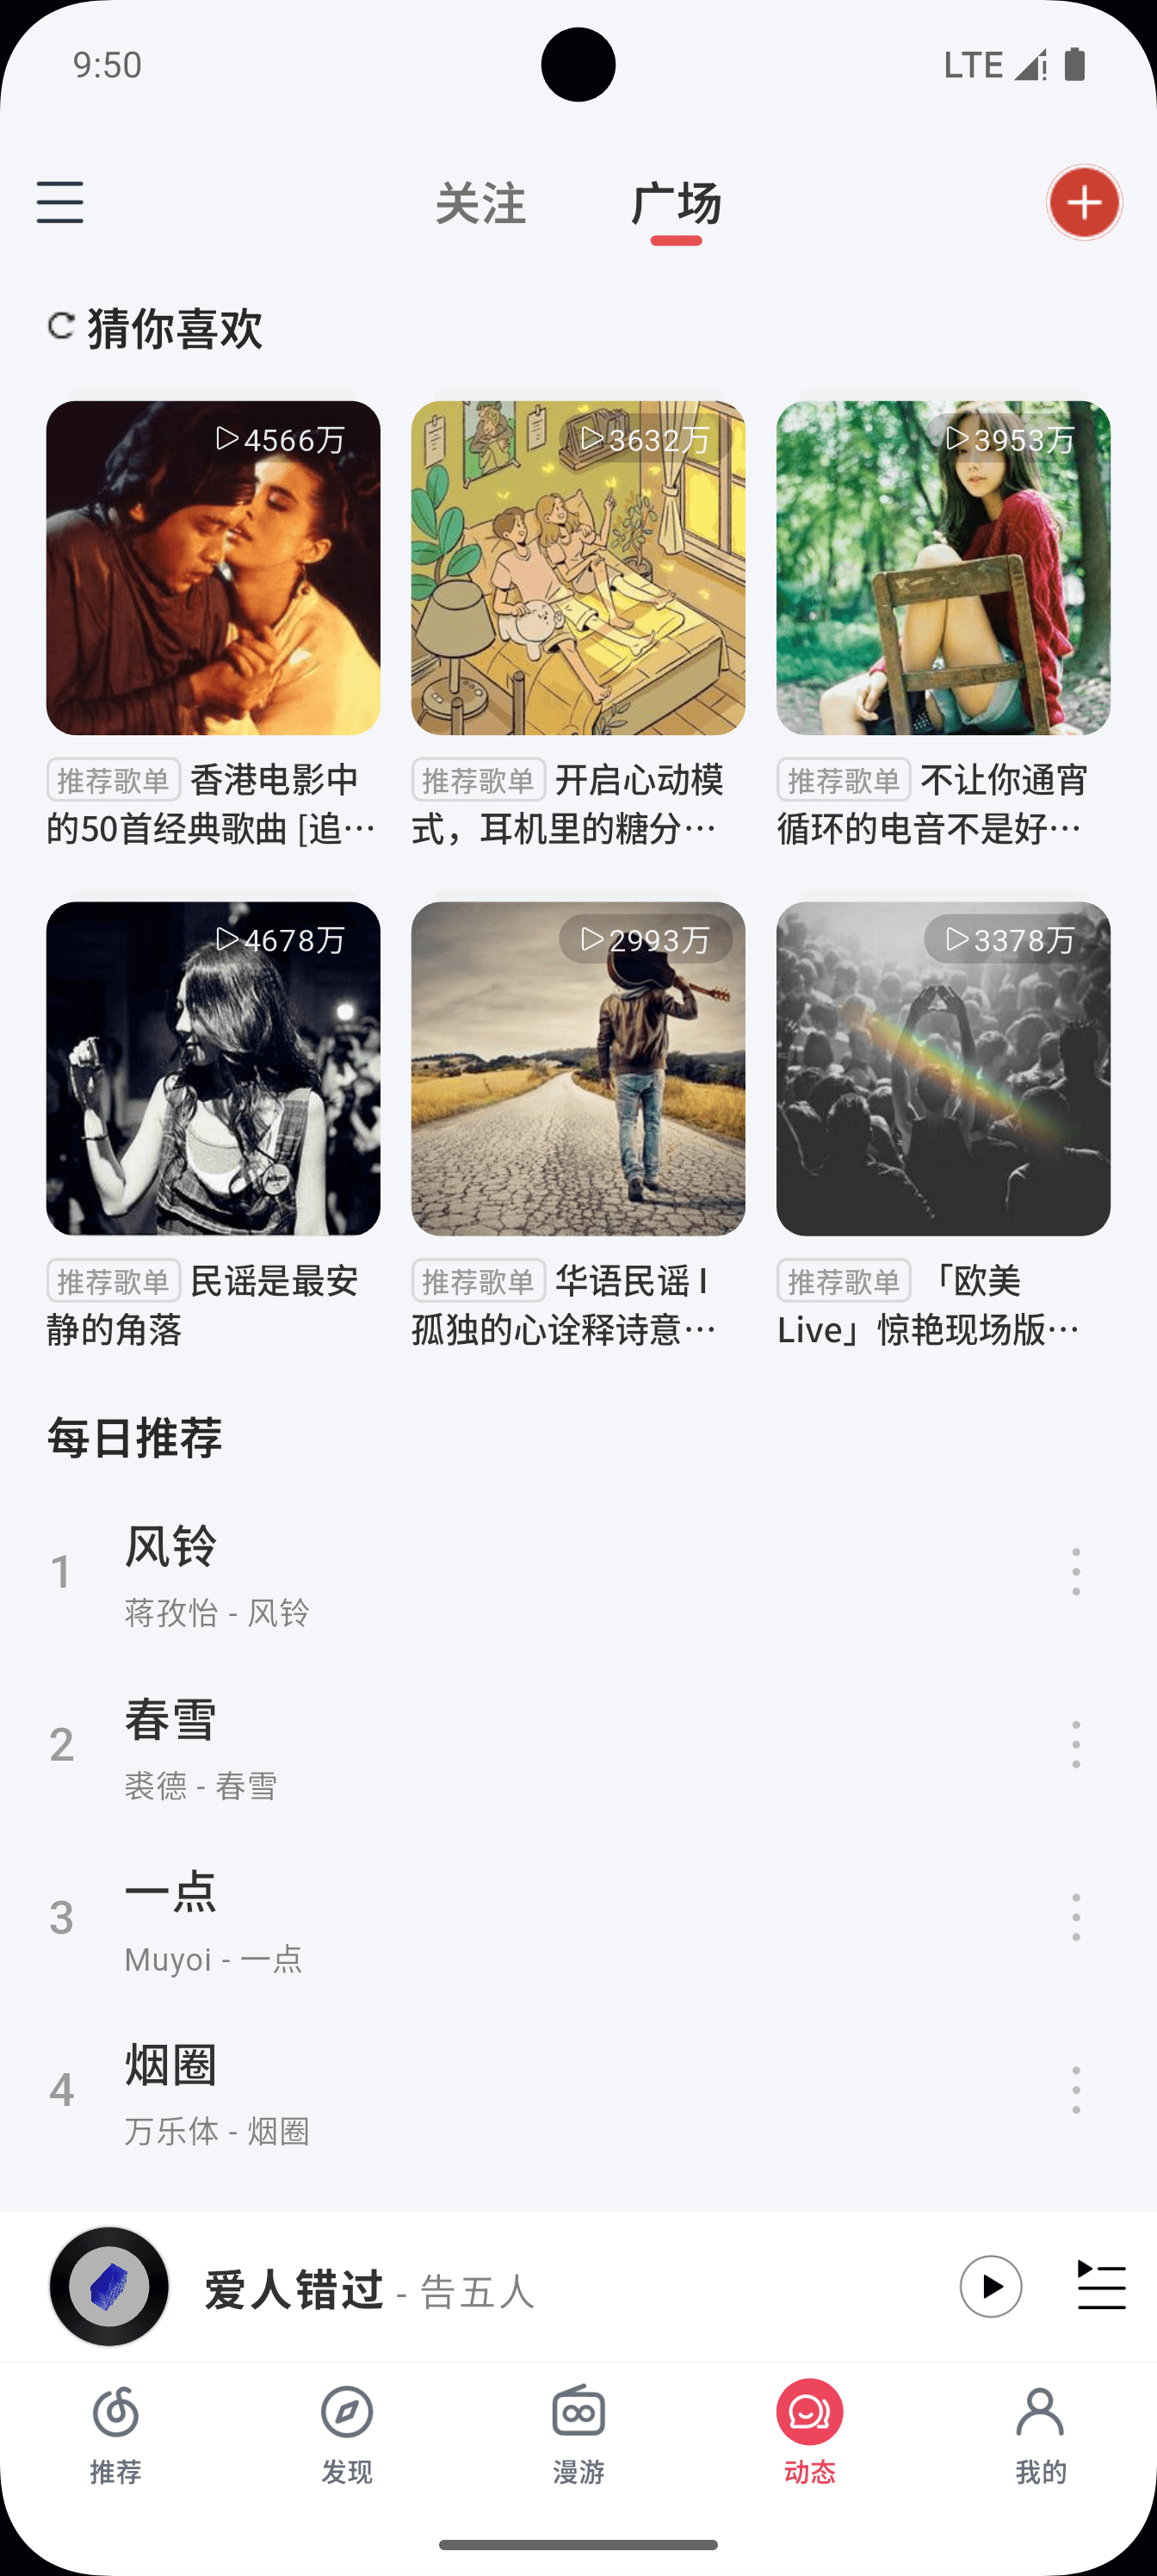 9:50
LTE
关注
广场
猜你喜欢
4566万
3632万
3953万
推荐歌单 香港电影中
的50首经典歌曲 [追…
推荐歌单 开启心动模
式，耳机里的糖分…
推荐歌单 不让你通宵
循环的电音不是好…
4678万
2993万
3378万
推荐歌单 民谣是最安
静的角落
推荐歌单 华语民谣 I
孤独的心诠释诗意…
推荐歌单 「欧美
Live」惊艳现场版…
每日推荐
1
风铃
蒋孜怡 - 风铃
2
春雪
裘德 - 春雪
3
一点
Muyoi - 一点
4
烟圈
万乐体 - 烟圈
爱人错过 - 告五人
推荐
发现
漫游
动态
我的